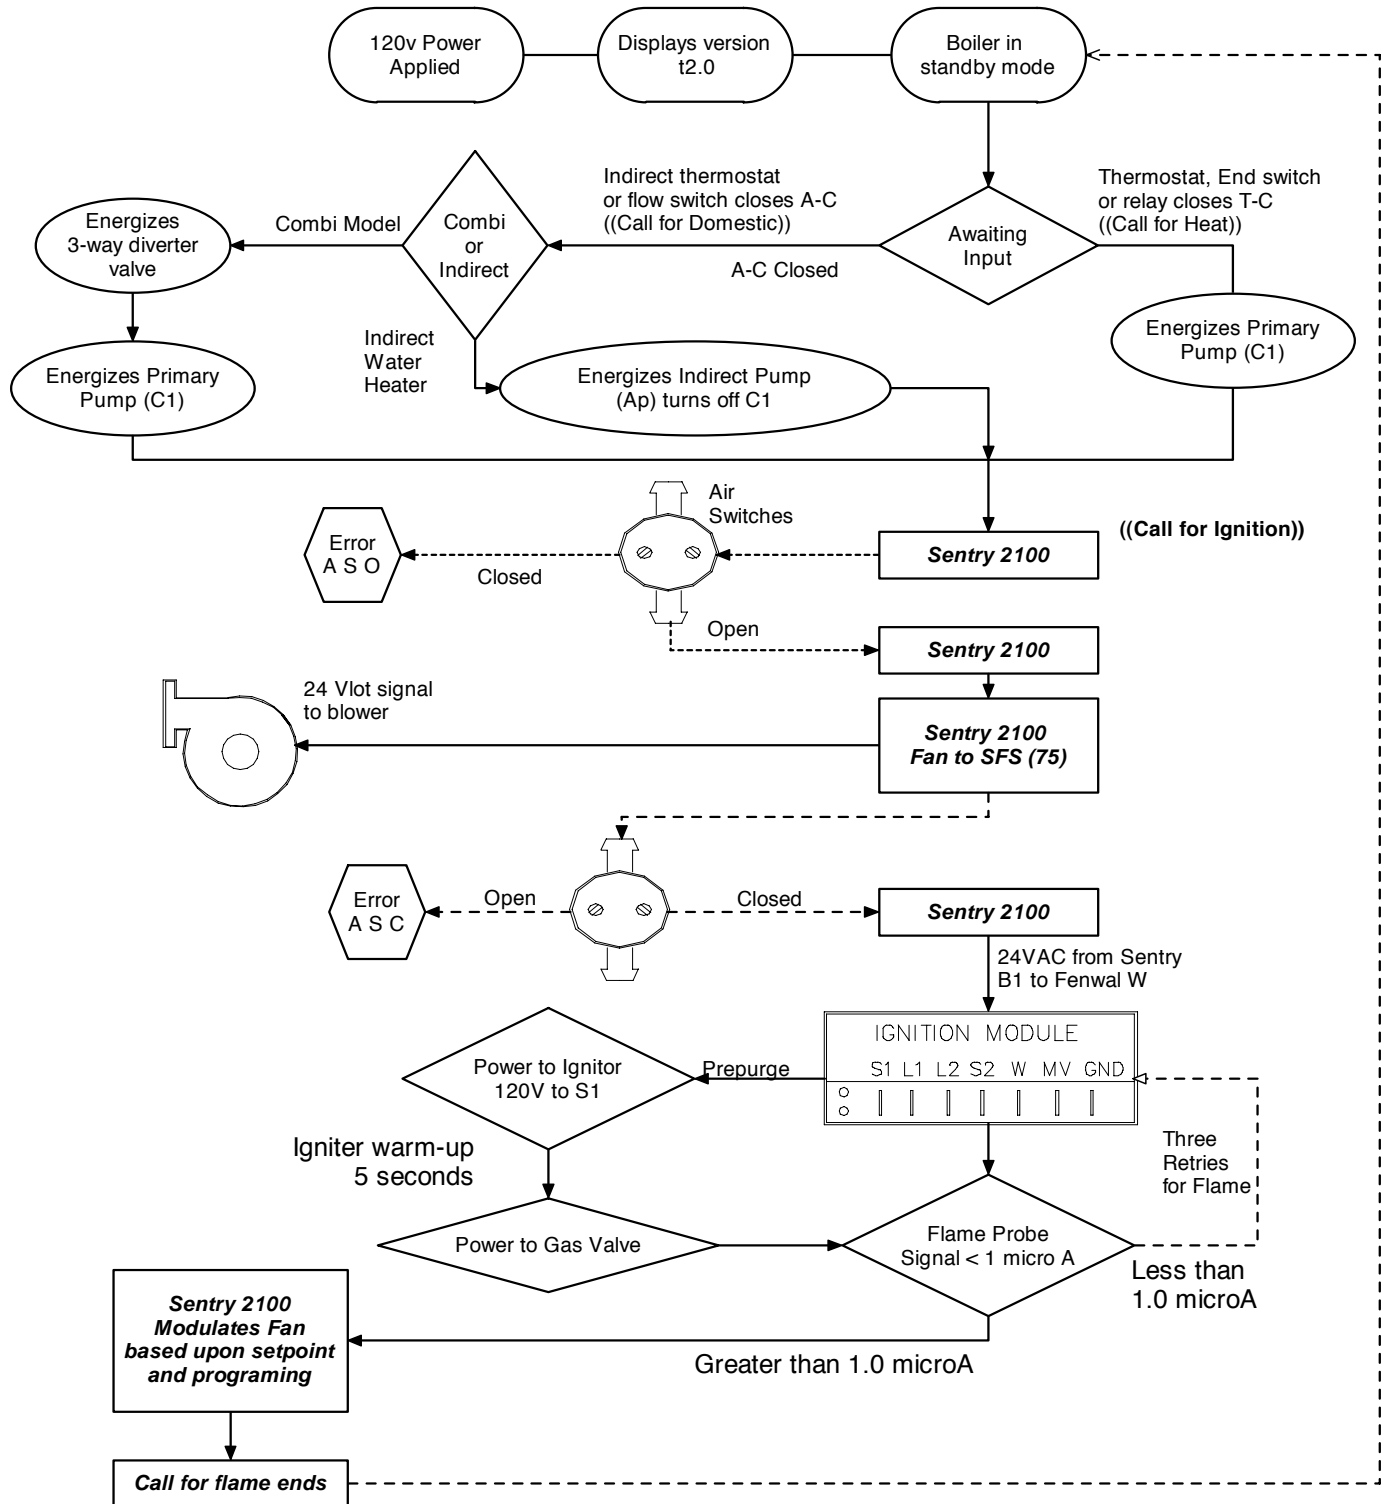 120v Power
Applied
Displays version
t2.0
Boiler in
standby mode
Indirect thermostat
or flow switch closes A-C
((Call for Domestic))
Thermostat, End switch
or relay closes T-C
((Call for Heat))
Energizes
3-way diverter
valve
Combi Model
Combi
or
Indirect
A-C Closed
Awaiting
Input
Energizes Primary
Pump (C1)
Indirect
Water
Heater
Energizes Indirect Pump
(Ap) turns off C1
Energizes Primary
Pump (C1)
Air
Switches
((Call for Ignition))
Error
A S O
Closed
Sentry 2100
Open
Sentry 2100
24 Vlot signal
to blower
Sentry 2100
Fan to SFS (75)
Error
A S C
Open
Closed
Sentry 2100
24VAC from Sentry
B1 to Fenwal W
IGNITION MODULE
S1 L1 L2 S2 W MV GND
Power to Ignitor
120V to S1
Prepurge
Igniter warm-up
5 seconds
Three
Retries
for Flame
Power to Gas Valve
Flame Probe
Signal < 1 micro A
Less than
1.0 microA
Sentry 2100
Modulates Fan
based upon setpoint
and programing
Greater than 1.0 microA
Call for flame ends